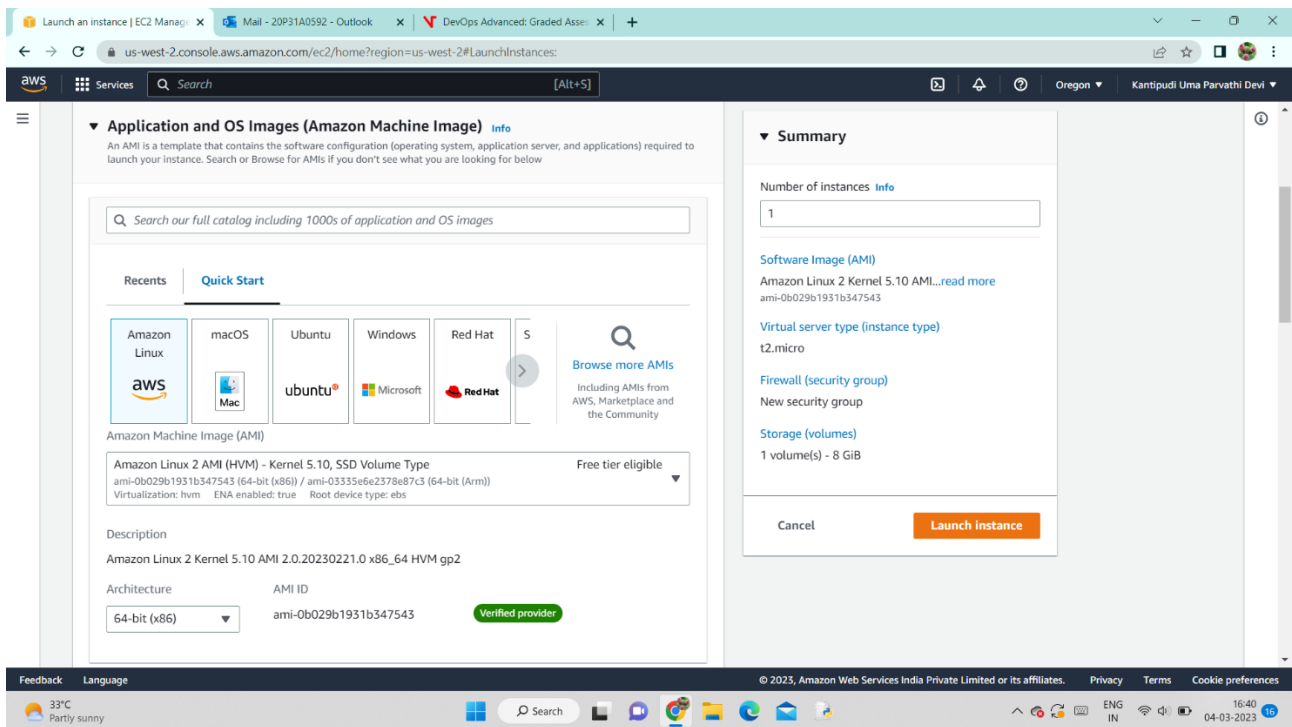 Launch an instance | EC2 Manage
Mail - 20P31A0592 - Outlook
DevOps Advanced: Graded Asses
us-west-2.console.aws.amazon.com/ec2/home?region=us-west-2#LaunchInstances:
aws
Services
Search
[Alt+S]
Oregon
Kantipudi Uma Parvathi Devi
Application and OS Images (Amazon Machine Image) Info
An AMI is a template that contains the software configuration (operating system, application server, and applications) required to
launch your instance. Search or Browse for AMIs if you don't see what you are looking for below
Search our full catalog including 1000s of application and OS images
Recents
Quick Start
Amazon
Linux
aws
macOS
Mac
Ubuntu
ubuntu
Windows
Microsoft
Red Hat
Red Hat
S
Browse more AMIs
Including AMIs from
AWS, Marketplace and
the Community
Amazon Machine Image (AMI)
Amazon Linux 2 AMI (HVM) - Kernel 5.10, SSD Volume Type
Free tier eligible
ami-0b029b1931b347543 (64-bit (x86)) / ami-03335e6e2378e87c3 (64-bit (Arm))
Virtualization: hvm ENA enabled: true Root device type: ebs
Description
Amazon Linux 2 Kernel 5.10 AMI 2.0.20230221.0 x86_64 HVM gp2
Architecture
AMI ID
64-bit (x86)
ami-0b029b1931b347543
Verified provider
Summary
Number of instances Info
1
Software Image (AMI)
Amazon Linux 2 Kernel 5.10 AMI...read more
ami-0b029b1931b347543
Virtual server type (instance type)
t2.micro
Firewall (security group)
New security group
Storage (volumes)
1 volume(s) - 8 GiB
Cancel
Launch instance
Feedback
Language
© 2023, Amazon Web Services India Private Limited or its affiliates.
Privacy
Terms
Cookie preferences
33°C
Partly sunny
Search
ENG
IN
16:40
04-03-2023
16